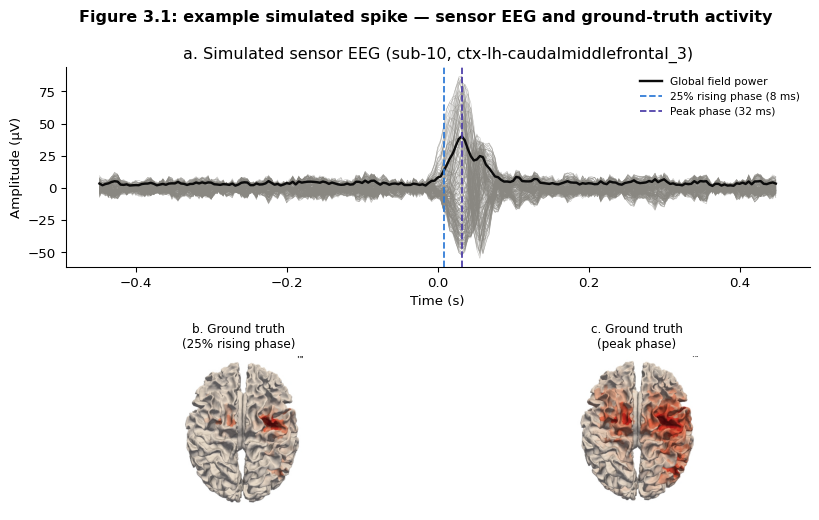 Figure 3.1: example simulated spike — sensor EEG and ground-truth activity
a. Simulated sensor EEG (sub-10, ctx-lh-caudalmiddlefrontal_3)
Amplitude (µV)
75
50
25
0
−25
−50
Global field power
25% rising phase (8 ms)
Peak phase (32 ms)
−0.4
−0.2
0.0
0.2
0.4
Time (s)
b. Ground truth
(25% rising phase)
c. Ground truth
(peak phase)